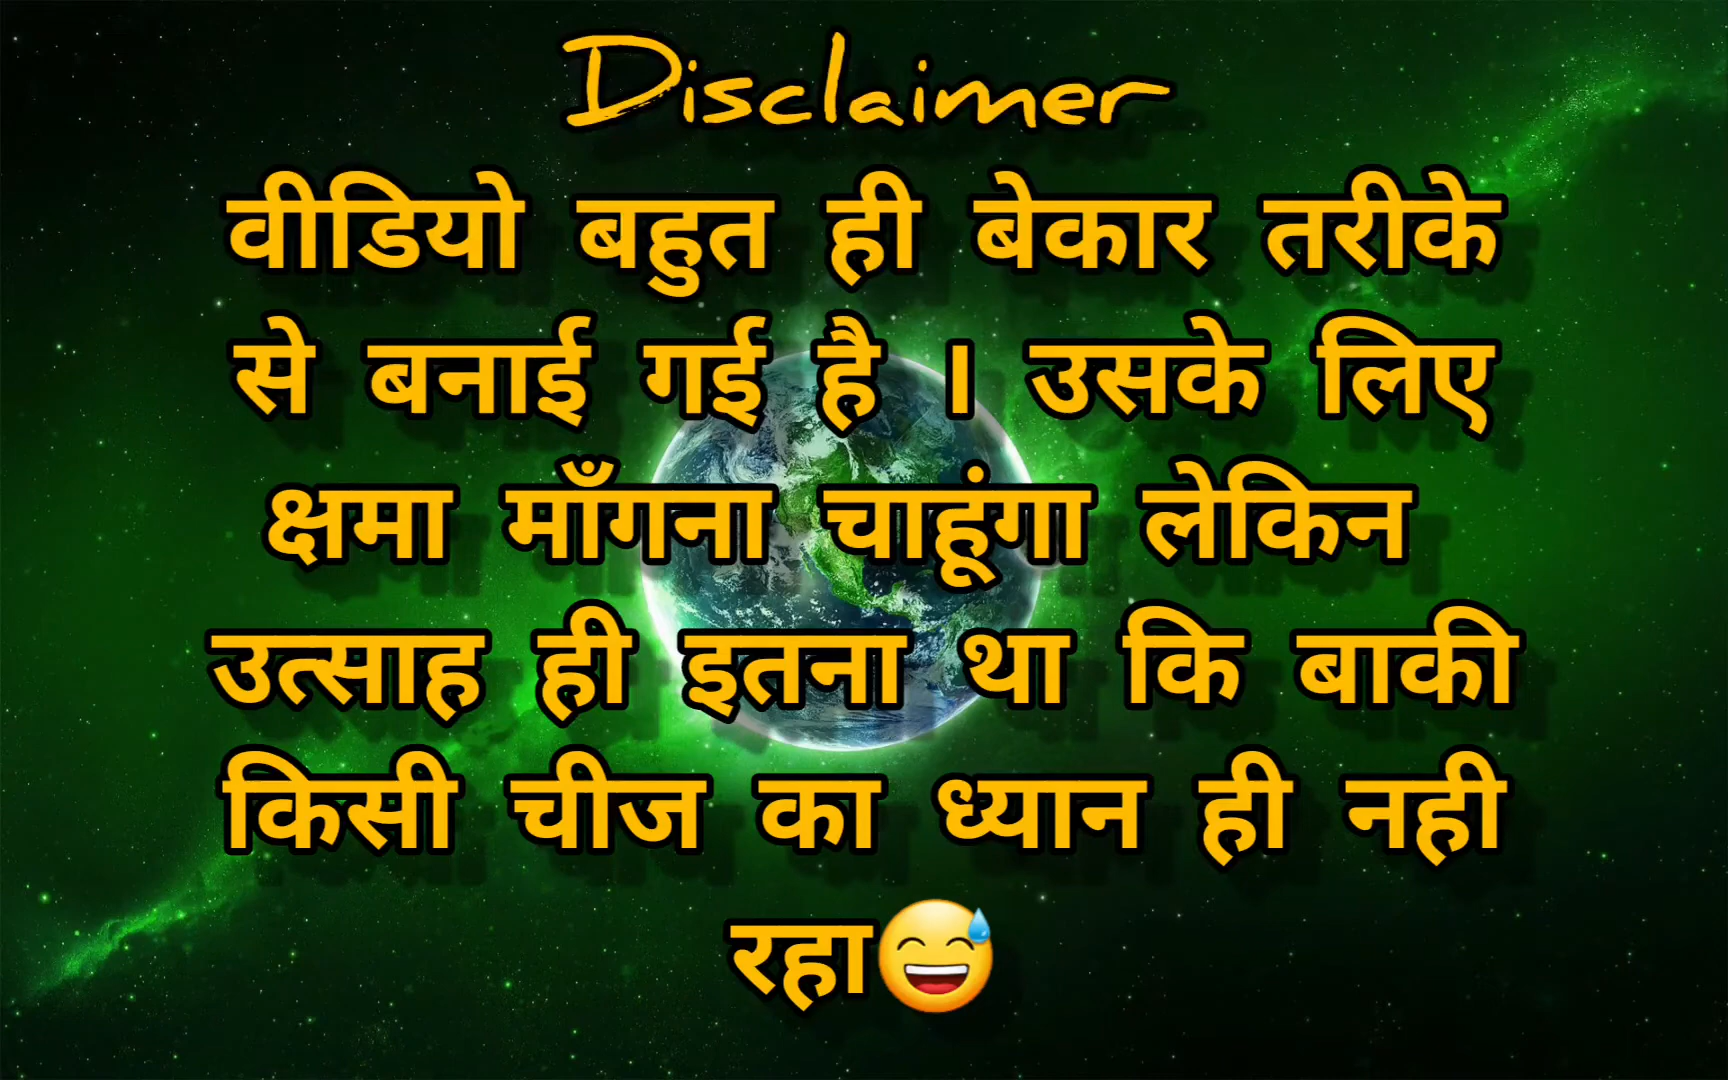 Disclaimer
वीडियो बहुत ही बेकार तरीके
से बनाई गई है । उसके लिए
क्षमा माँगना चाहूंगा लेकिन
उत्साह ही इतना था कि बाकी
किसी चीज का ध्यान ही नही
रहा😅